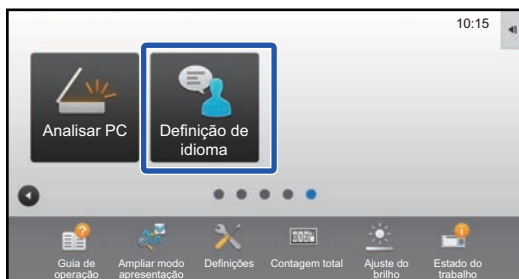 10:15
Analisar PC
Definição de
idioma
Guia de
operação
Ampliar modo
apresentação
Definições
Contagem total
Ajuste do
brilho
Estado do
trabalho